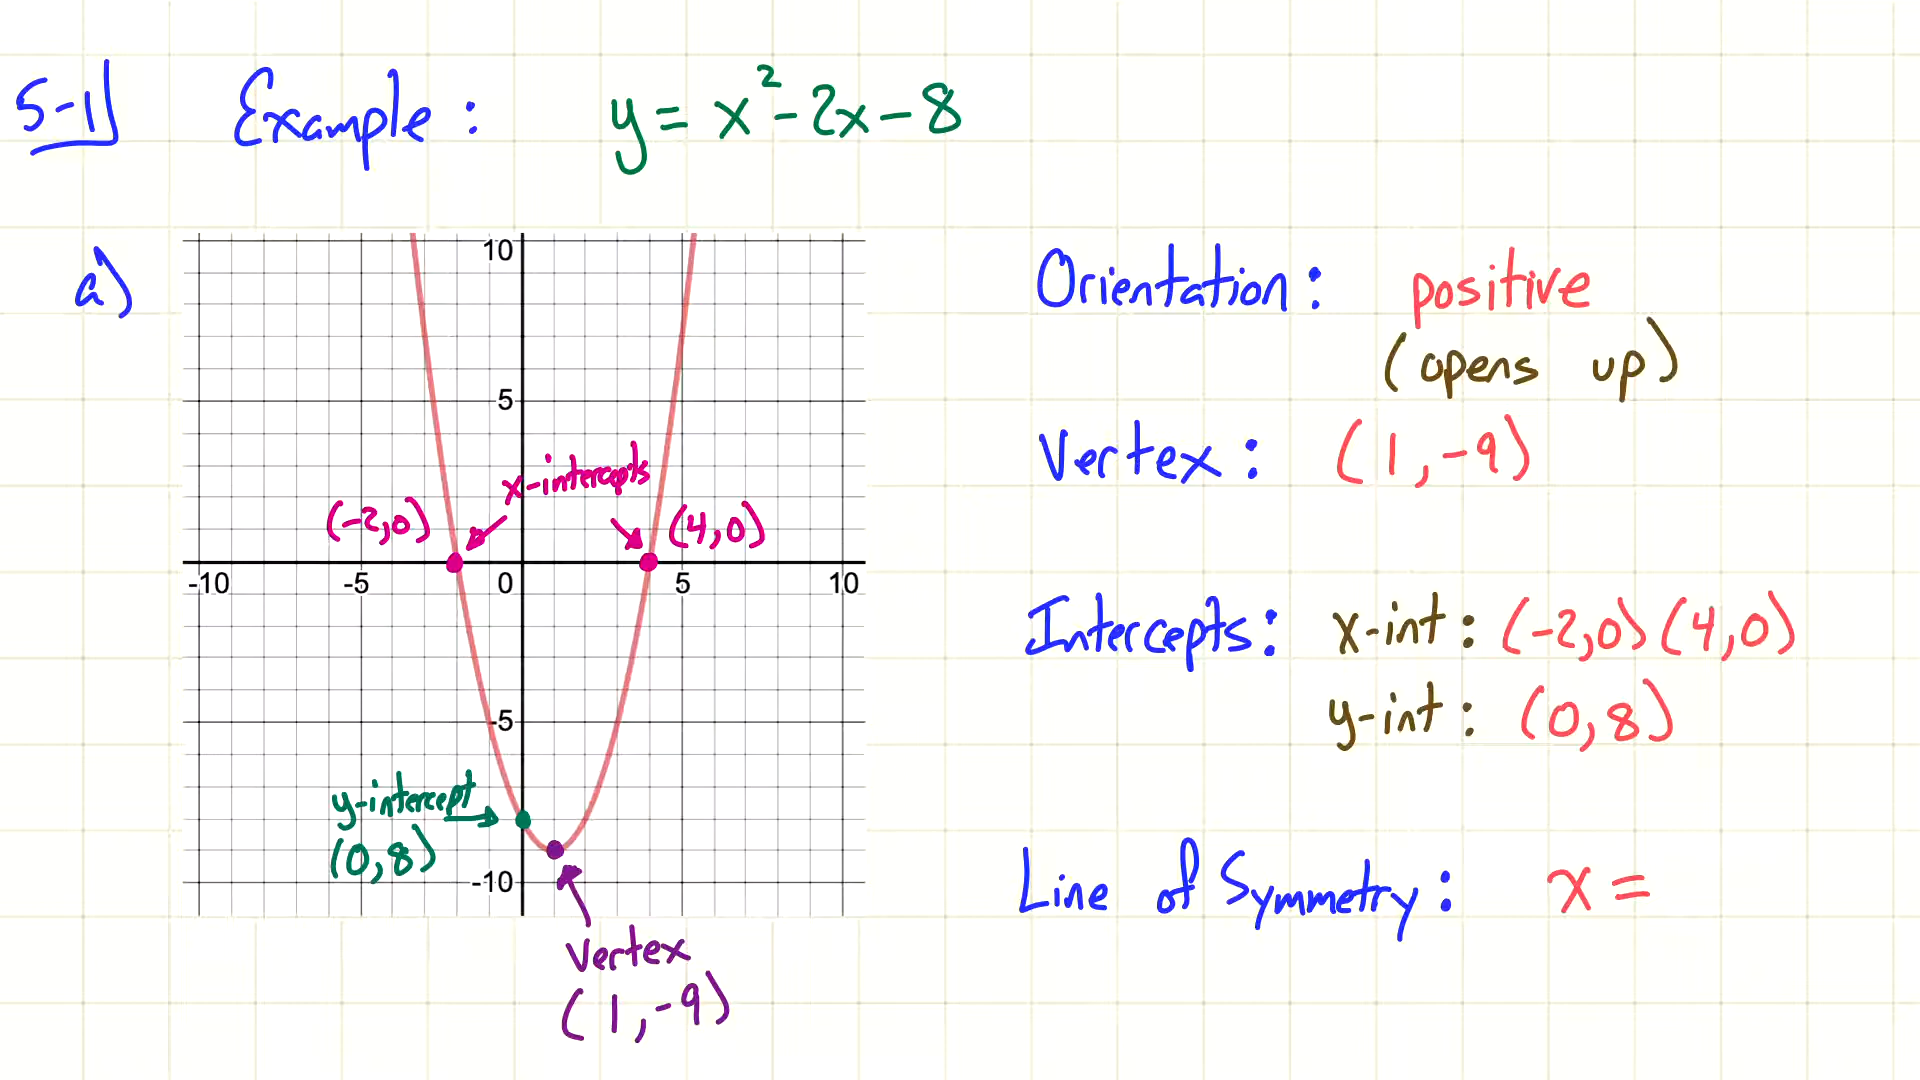 5-1 Example: y = x² - 2x - 8
a)
10
5
x-intercepts
(-2,0) (4,0)
-10 -5 0 5 10
-5
y-intercept
(0,8)
-10
Vertex
(1,-9)
Orientation: positive
(opens up)
Vertex: (1,-9)
Intercepts: x-int: (-2,0) (4,0)
y-int: (0,8)
Line of Symmetry: x =